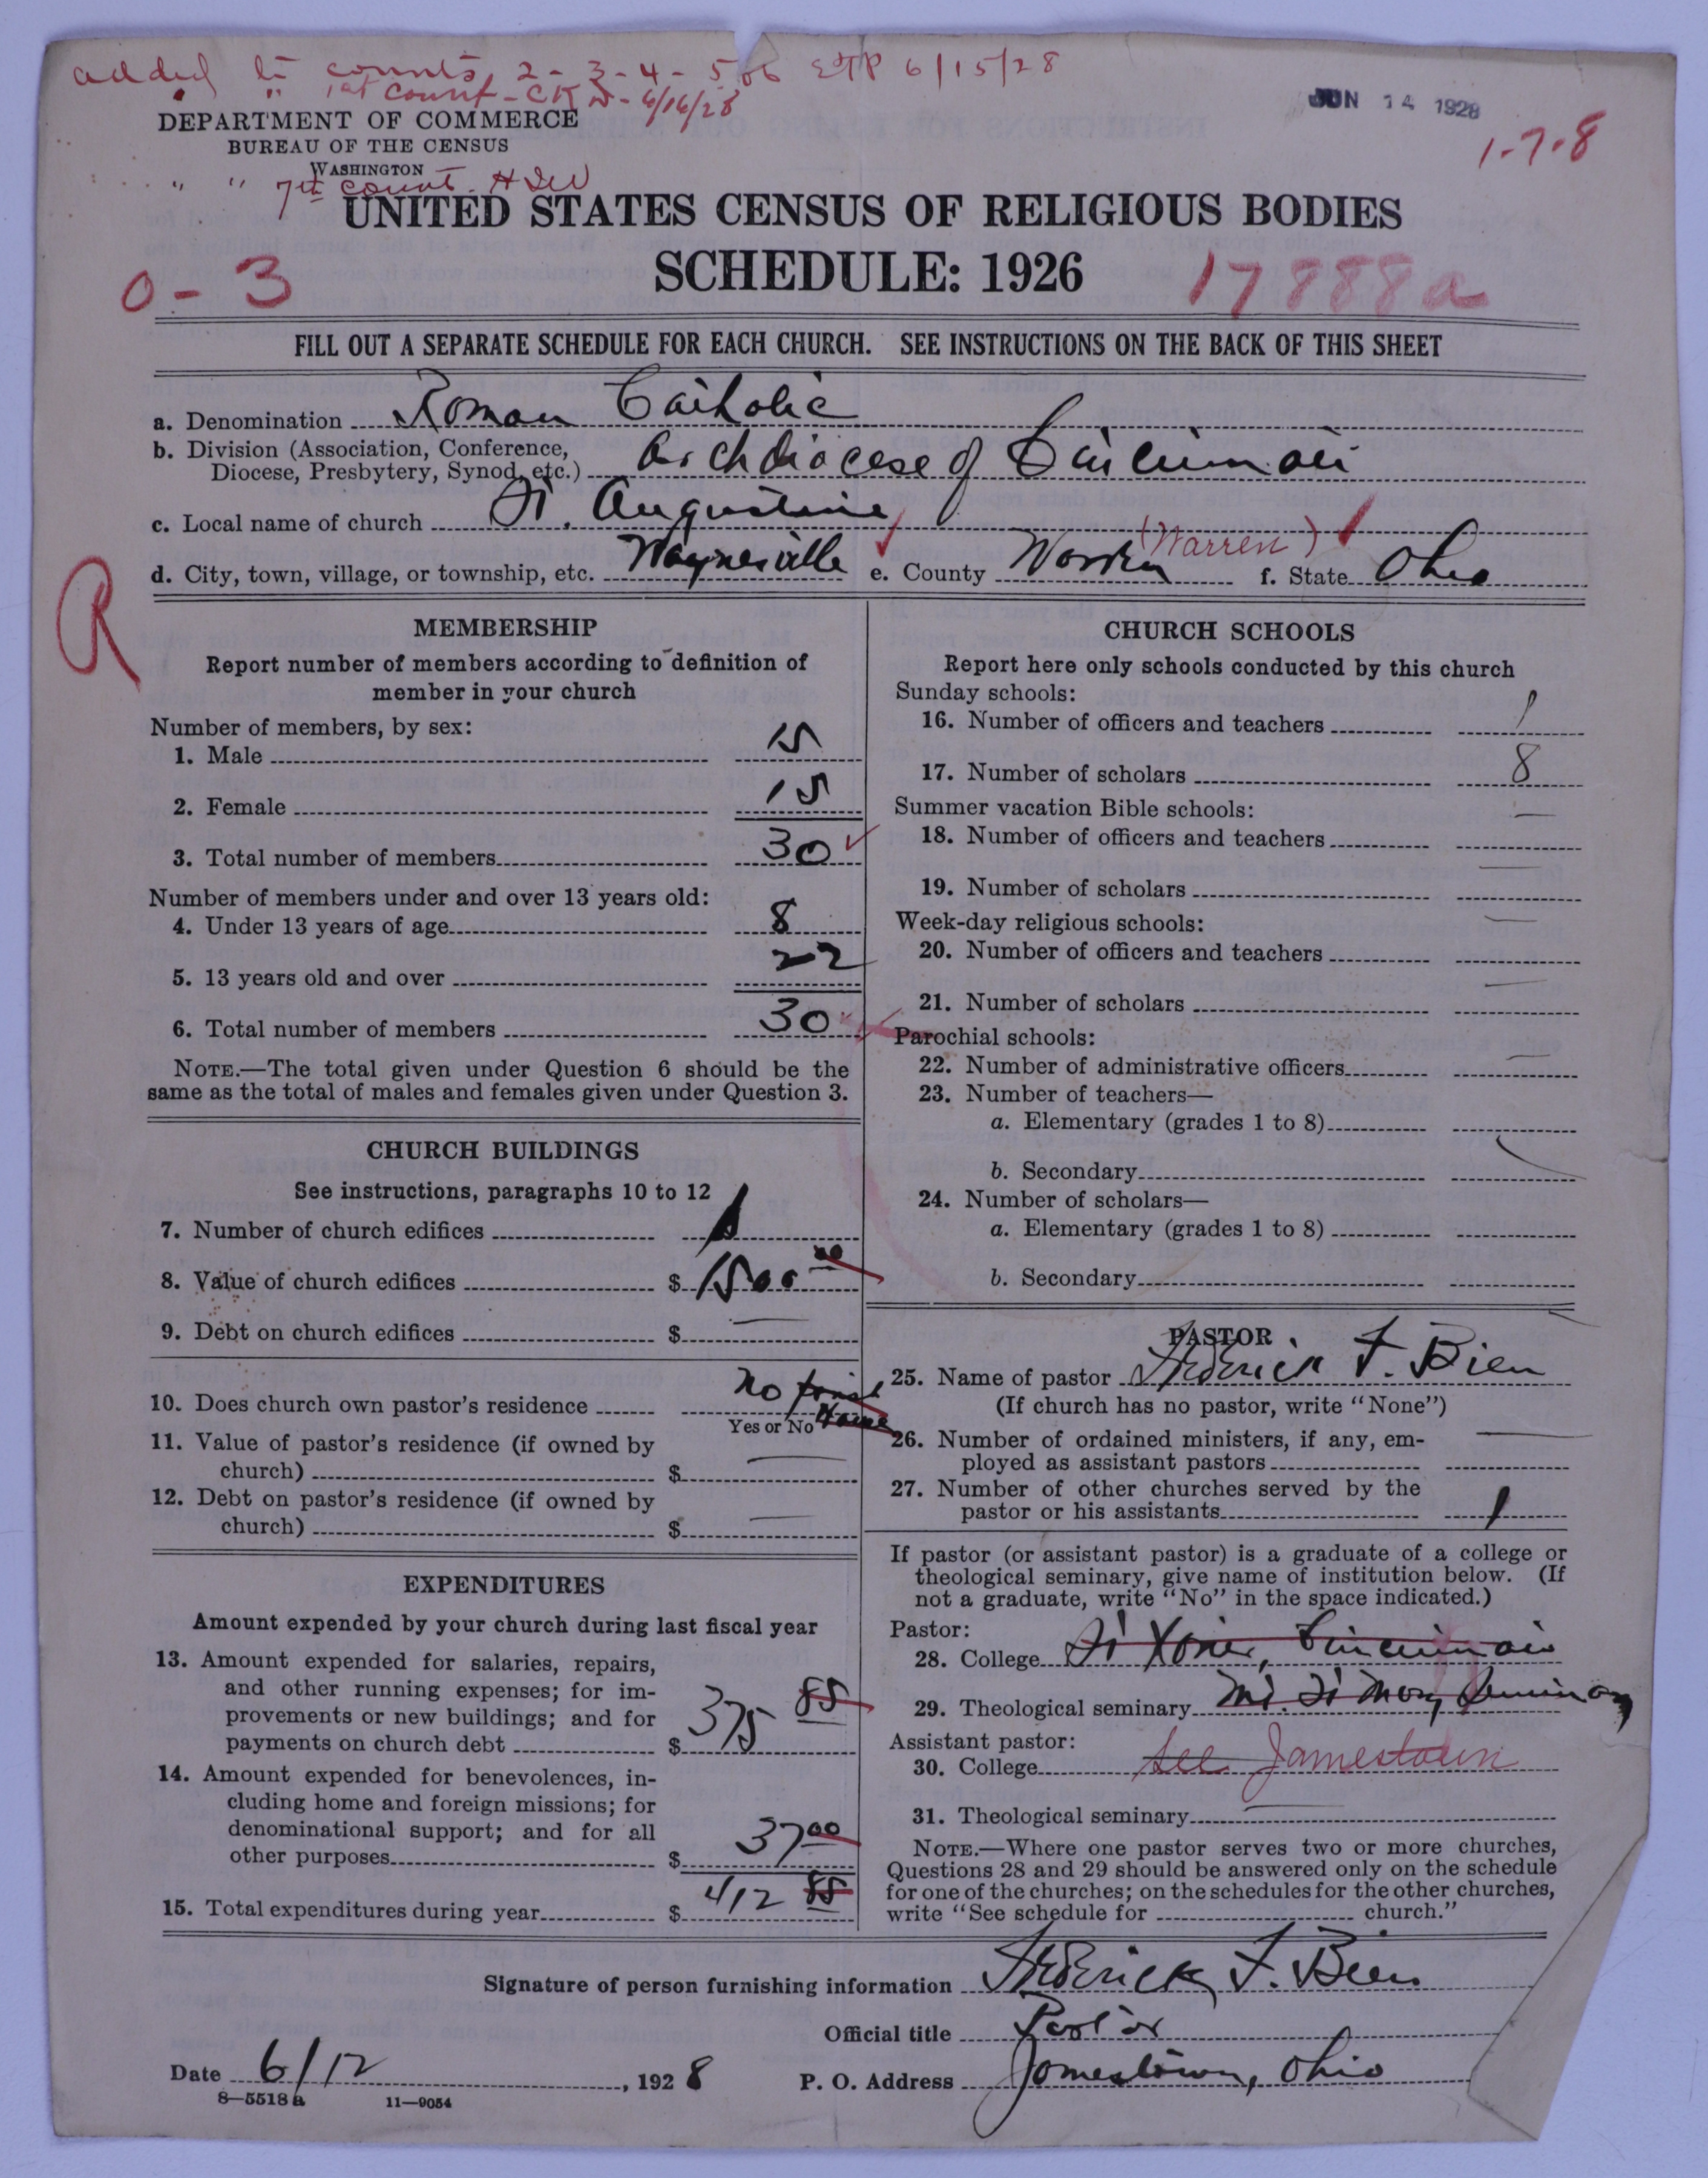 added to counts, 2-3-4-5 & 6 ETP 6/15/28
" " 1st Count - CKW - 6/16/28
JUN 14 1928
1-7-8
DEPARTMENT OF COMMERCE
BUREAU OF THE CENSUS
WASHINGTON
" " 7th count. HSW
UNITED STATES CENSUS OF RELIGIOUS BODIES
SCHEDULE: 1926
0-3
17888a
FILL OUT A SEPARATE SCHEDULE FOR EACH CHURCH. SEE INSTRUCTIONS ON THE BACK OF THIS SHEET
a. Denomination Roman Catholic
b. Division (Association, Conference, Diocese, Presbytery, Synod, etc.) Archdiocese of Cincinnati
c. Local name of church St. Augustine
d. City, town, village, or township, etc. Waynesville e. County Warren (Warren) f. State Ohio
R
MEMBERSHIP
Report number of members according to definition of
member in your church
Number of members, by sex:
1. Male 15
2. Female 15
3. Total number of members 30
Number of members under and over 13 years old:
4. Under 13 years of age 8
5. 13 years old and over 22
6. Total number of members 30
NOTE.—The total given under Question 6 should be the
same as the total of males and females given under Question 3.
CHURCH BUILDINGS
See instructions, paragraphs 10 to 12
7. Number of church edifices 1
8. Value of church edifices $ 1500 00
9. Debt on church edifices $ —
10. Does church own pastor's residence No priest house
Yes or No
11. Value of pastor's residence (if owned by
church) $ —
12. Debt on pastor's residence (if owned by
church) $ —
EXPENDITURES
Amount expended by your church during last fiscal year
13. Amount expended for salaries, repairs,
and other running expenses; for im-
provements or new buildings; and for
payments on church debt $ 375 85
14. Amount expended for benevolences, in-
cluding home and foreign missions; for
denominational support; and for all
other purposes $ 37 00
15. Total expenditures during year $ 412 85
CHURCH SCHOOLS
Report here only schools conducted by this church
Sunday schools:
16. Number of officers and teachers 1
17. Number of scholars 8
Summer vacation Bible schools:
18. Number of officers and teachers —
19. Number of scholars —
Week-day religious schools:
20. Number of officers and teachers —
21. Number of scholars —
Parochial schools:
22. Number of administrative officers —
23. Number of teachers—
a. Elementary (grades 1 to 8)
b. Secondary
24. Number of scholars—
a. Elementary (grades 1 to 8)
b. Secondary
PASTOR
25. Name of pastor Frederick F. Bien
(If church has no pastor, write "None")
26. Number of ordained ministers, if any, em-
ployed as assistant pastors —
27. Number of other churches served by the
pastor or his assistants 1
If pastor (or assistant pastor) is a graduate of a college or
theological seminary, give name of institution below. (If
not a graduate, write "No" in the space indicated.)
Pastor:
28. College St Xavier, Cincinnati
29. Theological seminary Mt. St Mary Seminary
Assistant pastor:
30. College See Jamestown
31. Theological seminary
NOTE.—Where one pastor serves two or more churches,
Questions 28 and 29 should be answered only on the schedule
for one of the churches; on the schedules for the other churches,
write "See schedule for church."
Signature of person furnishing information Frederick F. Bien
Official title Pastor
Date 6/12, 1928 P. O. Address Jamestown, Ohio
8—5518a 11—9054